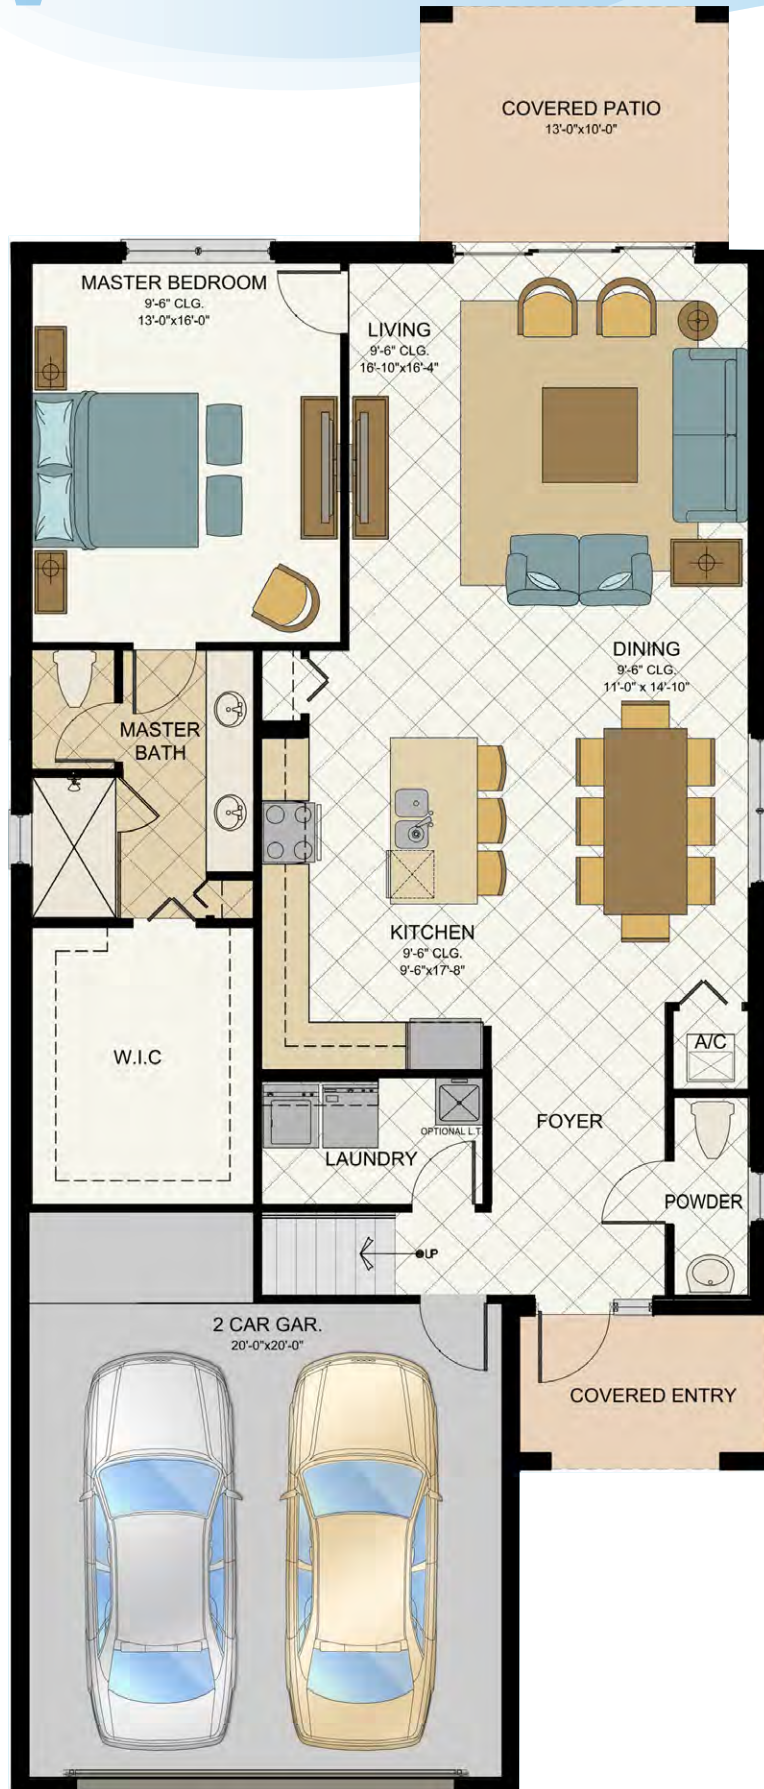 COVERED PATIO
13'-0"x10'-0"
MASTER BEDROOM
9'-6" CLG.
13'-0"x16'-0"
LIVING
9'-6" CLG.
16'-10"x16'-4"
DINING
9'-6" CLG.
11'-0" x 14'-10"
MASTER
BATH
KITCHEN
9'-6" CLG.
9'-6"x17'-8"
W.I.C
A/C
OPTIONAL L.T.
LAUNDRY
FOYER
POWDER
UP
2 CAR GAR.
20'-0"x20'-0"
COVERED ENTRY